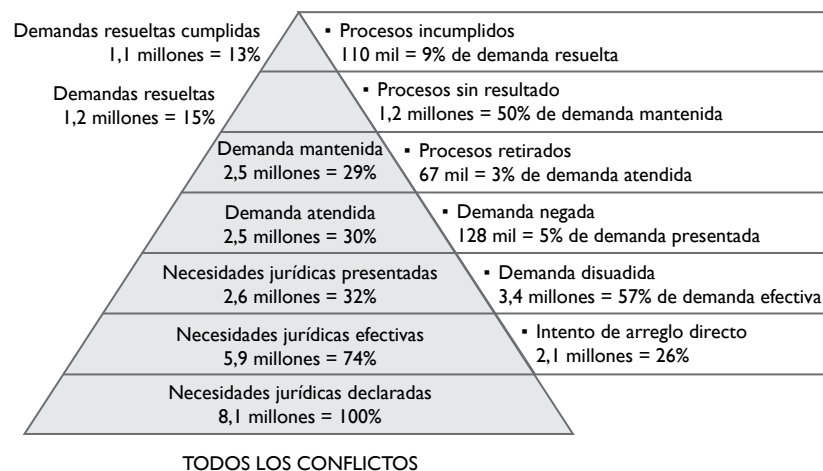 Demandas resueltas cumplidas
1,1 millones = 13%
▪ Procesos incumplidos
110 mil = 9% de demanda resuelta
Demandas resueltas
1,2 millones = 15%
▪ Procesos sin resultado
1,2 millones = 50% de demanda mantenida
Demanda mantenida
2,5 millones = 29%
▪ Procesos retirados
67 mil = 3% de demanda atendida
Demanda atendida
2,5 millones = 30%
▪ Demanda negada
128 mil = 5% de demanda presentada
Necesidades jurídicas presentadas
2,6 millones = 32%
▪ Demanda disuadida
3,4 millones = 57% de demanda efectiva
Necesidades jurídicas efectivas
5,9 millones = 74%
▪ Intento de arreglo directo
2,1 millones = 26%
Necesidades jurídicas declaradas
8,1 millones = 100%
TODOS LOS CONFLICTOS